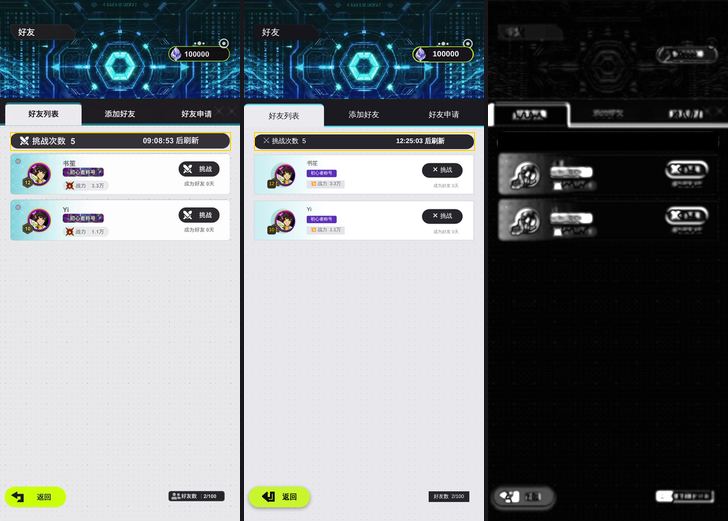 好友
100000
好友列表 添加好友 好友申请
挑战次数 5 09:08:53 后刷新
书笙
初心者称号
战力 3.3万
挑战
成为好友 0天
12
Yi
初心者称号
战力 1.1万
挑战
成为好友 0天
10
返回
好友数 2/100
好友
100000
好友列表 添加好友 好友申请
挑战次数 5 12:25:03 后刷新
初心者称号
战力 3.3万
挑战
成为好友 0天
12
Yi
初心者称号
战力 1.1万
挑战
成为好友 0天
10
返回
好友数 2/100